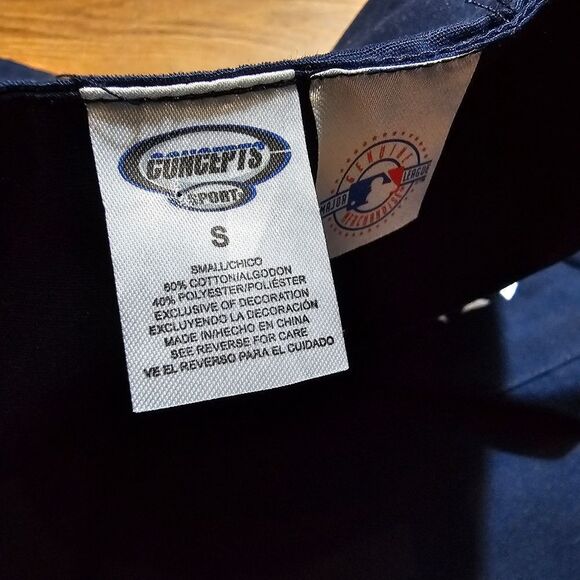 CONCEPTS
SPORT
S
SMALL/CHICO
60% COTTON/ALGODON
40% POLYESTER/POLIÉSTER
EXCLUSIVE OF DECORATION
EXCLUYENDO LA DECORACIÓN
MADE IN/HECHO EN CHINA
SEE REVERSE FOR CARE
VE EL REVERSO PARA EL CUIDADO
GENUINE
MAJOR LEAGUE
MERCHANDISE